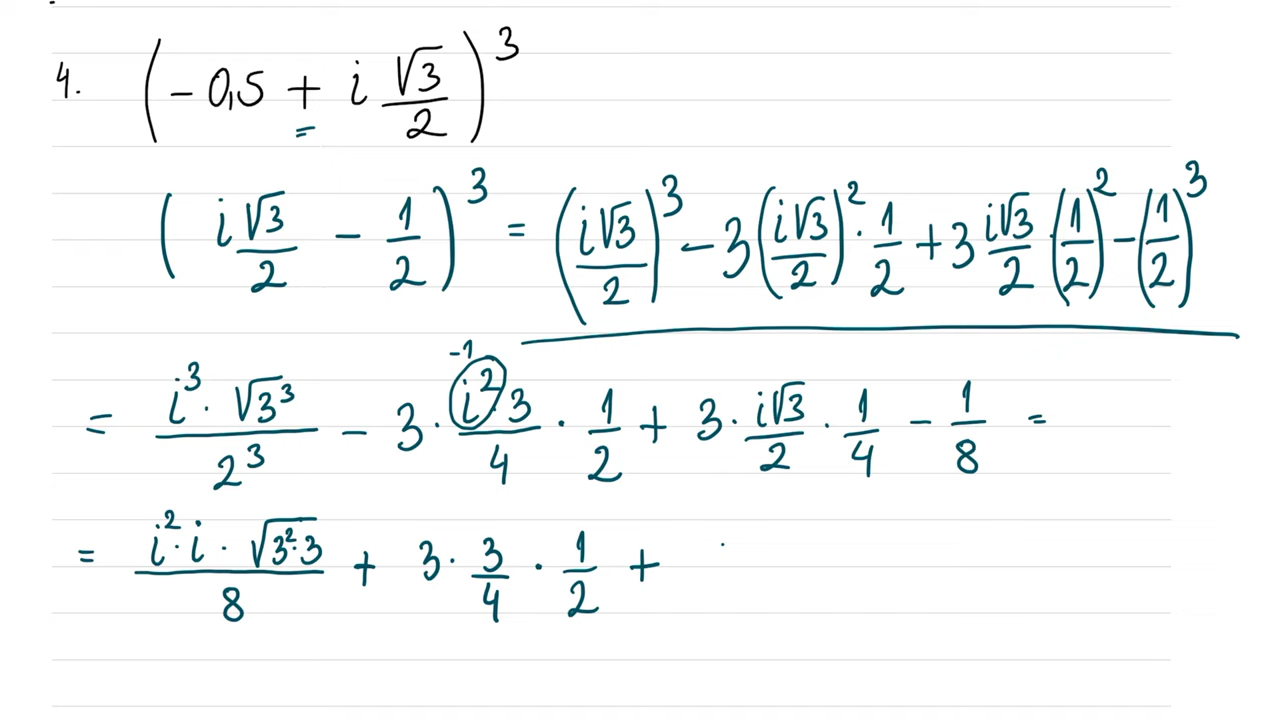 4. (-0,5 + i √3/2)³
(i√3/2 - 1/2)³ = (i√3/2)³ - 3(i√3/2)² · 1/2 + 3 i√3/2 · (1/2)² - (1/2)³
-1
= i³ · √3³/2³ - 3 · i² · 3/4 · 1/2 + 3 · i√3/2 · 1/4 - 1/8 =
= i² · i · √3² · 3/8 + 3 · 3/4 · 1/2 +